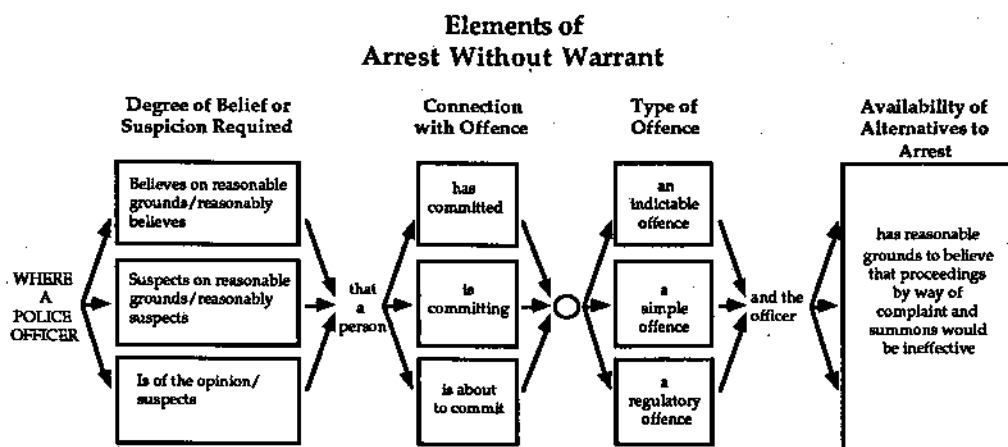 Elements of
Arrest Without Warrant
Degree of Belief or
Suspicion Required
Connection
with Offence
Type of
Offence
Availability of
Alternatives to
Arrest
WHERE
A
POLICE
OFFICER
Believes on reasonable
grounds/reasonably
believes
Suspects on reasonable
grounds/reasonably
suspects
Is of the opinion/
suspects
that
a
person
has
committed
is
committing
is about
to commit
an
indictable
offence
a
simple
offence
a
regulatory
offence
and the
officer
has reasonable
grounds to believe
that proceedings
by way of
complaint and
summons would
be ineffective